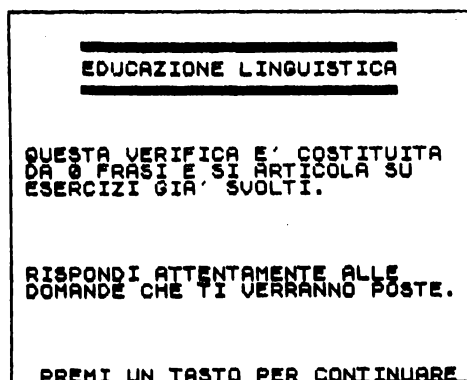 EDUCAZIONE LINGUISTICA
QUESTA VERIFICA E' COSTITUITA
DA 0 FRASI E SI ARTICOLA SU
ESERCIZI GIA' SVOLTI.
RISPONDI ATTENTAMENTE ALLE
DOMANDE CHE TI VERRANNO POSTE.
PREMI UN TASTO PER CONTINUARE